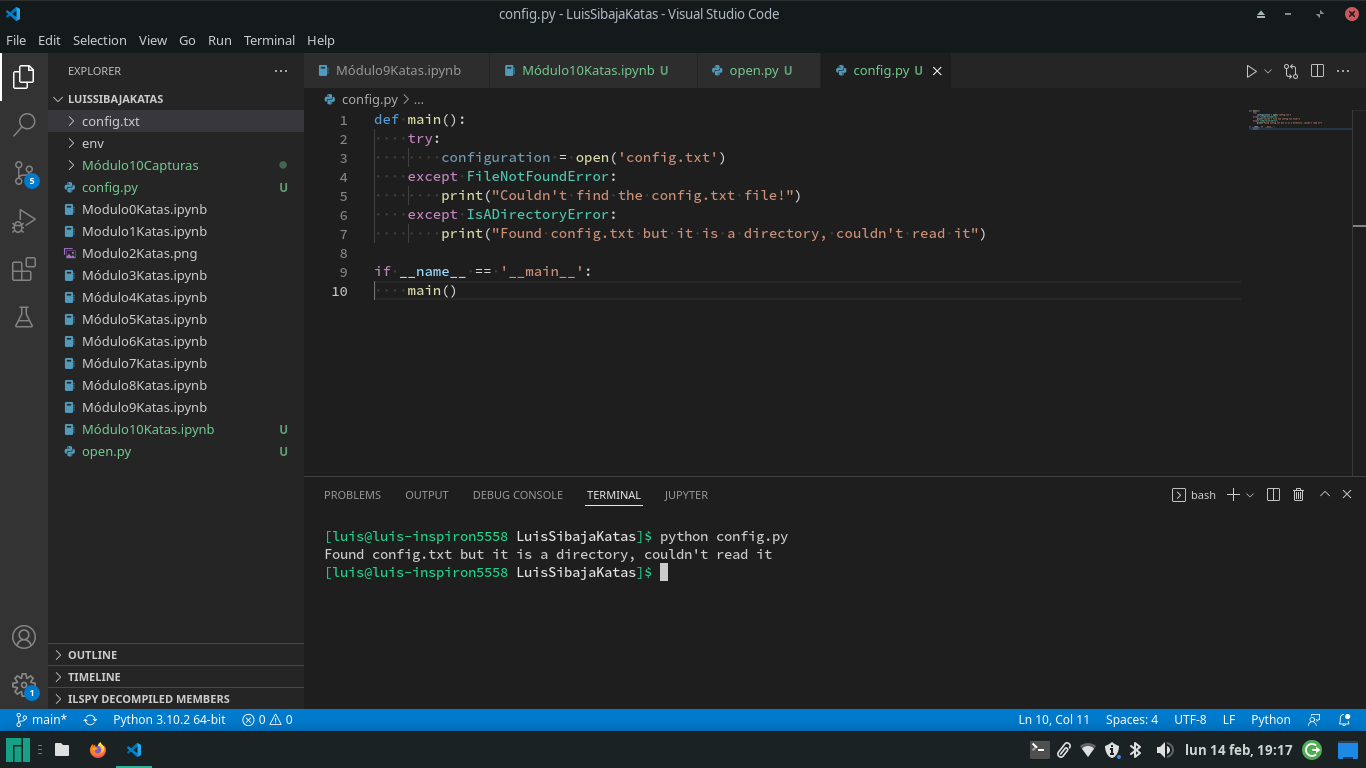 config.py - LuisSibajaKatas - Visual Studio Code
File Edit Selection View Go Run Terminal Help
EXPLORER
LUISSIBAJAKATAS
config.txt
env
Módulo10Capturas
config.py U
Modulo0Katas.ipynb
Modulo1Katas.ipynb
Modulo2Katas.png
Módulo3Katas.ipynb
Módulo4Katas.ipynb
Módulo5Katas.ipynb
Módulo6Katas.ipynb
Módulo7Katas.ipynb
Módulo8Katas.ipynb
Módulo9Katas.ipynb
Módulo10Katas.ipynb U
open.py U
OUTLINE
TIMELINE
ILSPY DECOMPILED MEMBERS
5
1
Módulo9Katas.ipynb Módulo10Katas.ipynb U open.py U config.py U
config.py > ...
1 def main():
2     try:
3         configuration = open('config.txt')
4     except FileNotFoundError:
5         print("Couldn't find the config.txt file!")
6     except IsADirectoryError:
7         print("Found config.txt but it is a directory, couldn't read it")
8
9 if __name__ == '__main__':
10     main()
PROBLEMS OUTPUT DEBUG CONSOLE TERMINAL JUPYTER bash
[luis@luis-inspiron5558 LuisSibajaKatas]$ python config.py
Found config.txt but it is a directory, couldn't read it
[luis@luis-inspiron5558 LuisSibajaKatas]$
main* Python 3.10.2 64-bit 0 0 Ln 10, Col 11 Spaces: 4 UTF-8 LF Python
lun 14 feb, 19:17